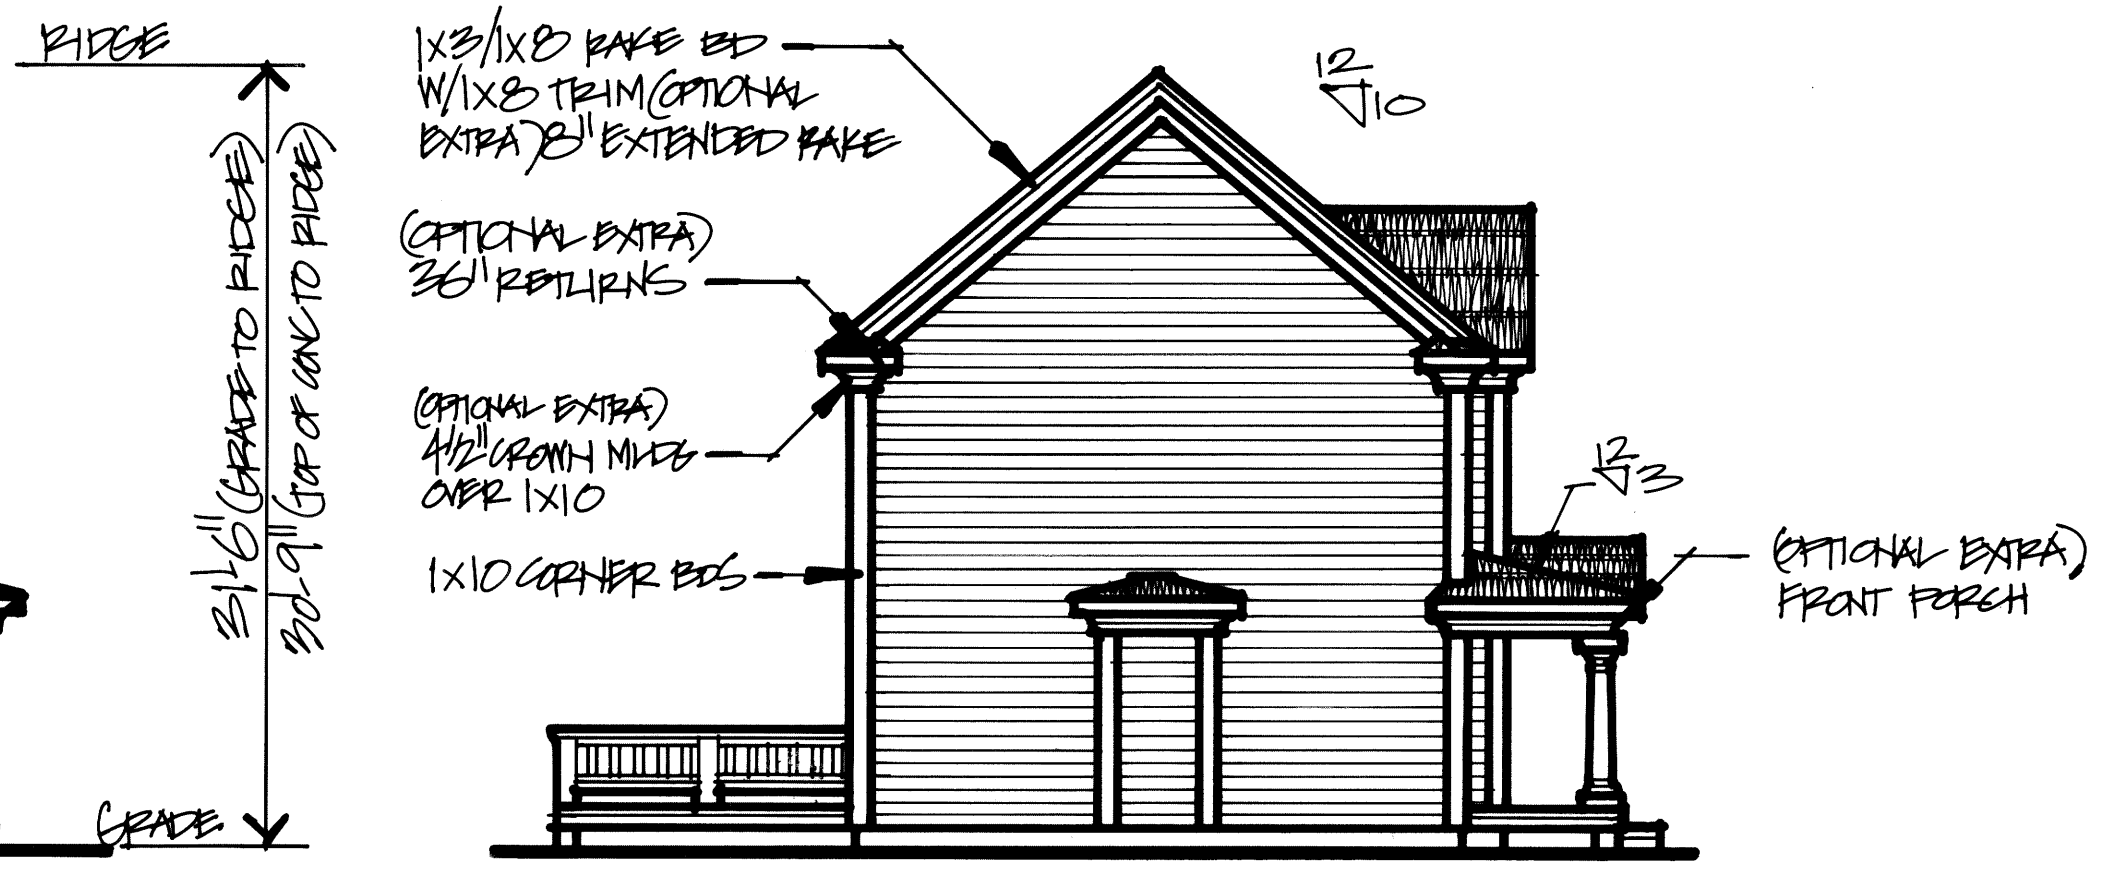 RIDGE
31'-6" (GRADE TO RIDGE)
30'-9" (TOP OF CONC TO RIDGE)
GRADE
1X3/1X8 RAKE BD
W/1X8 TRIM (OPTIONAL
EXTRA) 8" EXTENDED RAKE
(OPTIONAL EXTRA)
36" RETURNS
(OPTIONAL EXTRA)
4 1/2" CROWN MLDG
OVER 1X10
1X10 CORNER BDS
12
10
12
3
(OPTIONAL EXTRA)
FRONT PORCH